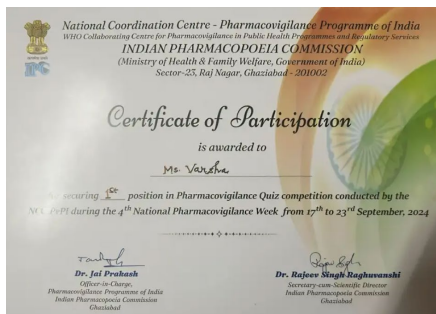 National Coordination Centre - Pharmacovigilance Programme of India
WHO Collaborating Centre for Pharmacovigilance in Public Health Programmes and Regulatory Services
INDIAN PHARMACOPOEIA COMMISSION
(Ministry of Health & Family Welfare, Government of India)
Sector-23, Raj Nagar, Ghaziabad - 201002
IPC
Certificate of Participation
is awarded to
Ms. Varsha
securing 1st position in Pharmacovigilance Quiz competition conducted by the
PvPI during the 4th National Pharmacovigilance Week from 17th to 23rd September, 2024
Dr. Jai Prakash
Officer-in-Charge,
Pharmacovigilance Programme of India
Indian Pharmacopoeia Commission
Ghaziabad
Dr. Rajeev Singh Raghuvanshi
Secretary-cum-Scientific Director
Indian Pharmacopoeia Commission
Ghaziabad